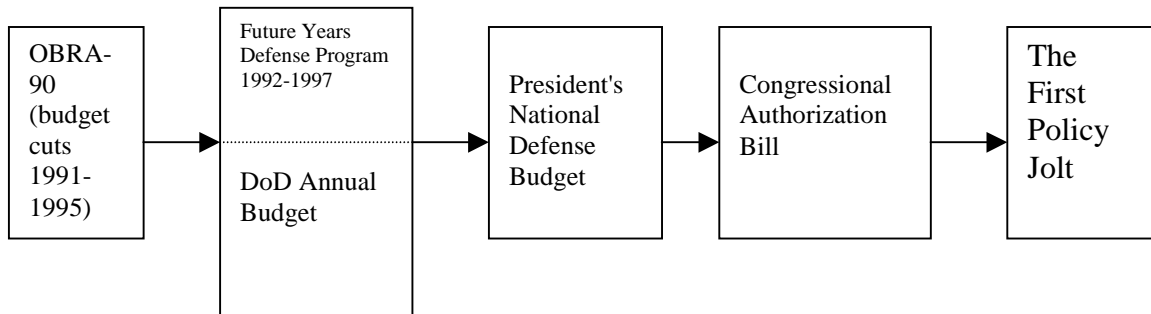 OBRA-
90
(budget
cuts
1991-
1995)
Future Years
Defense Program
1992-1997
DoD Annual
Budget
President's
National
Defense
Budget
Congressional
Authorization
Bill
The
First
Policy
Jolt